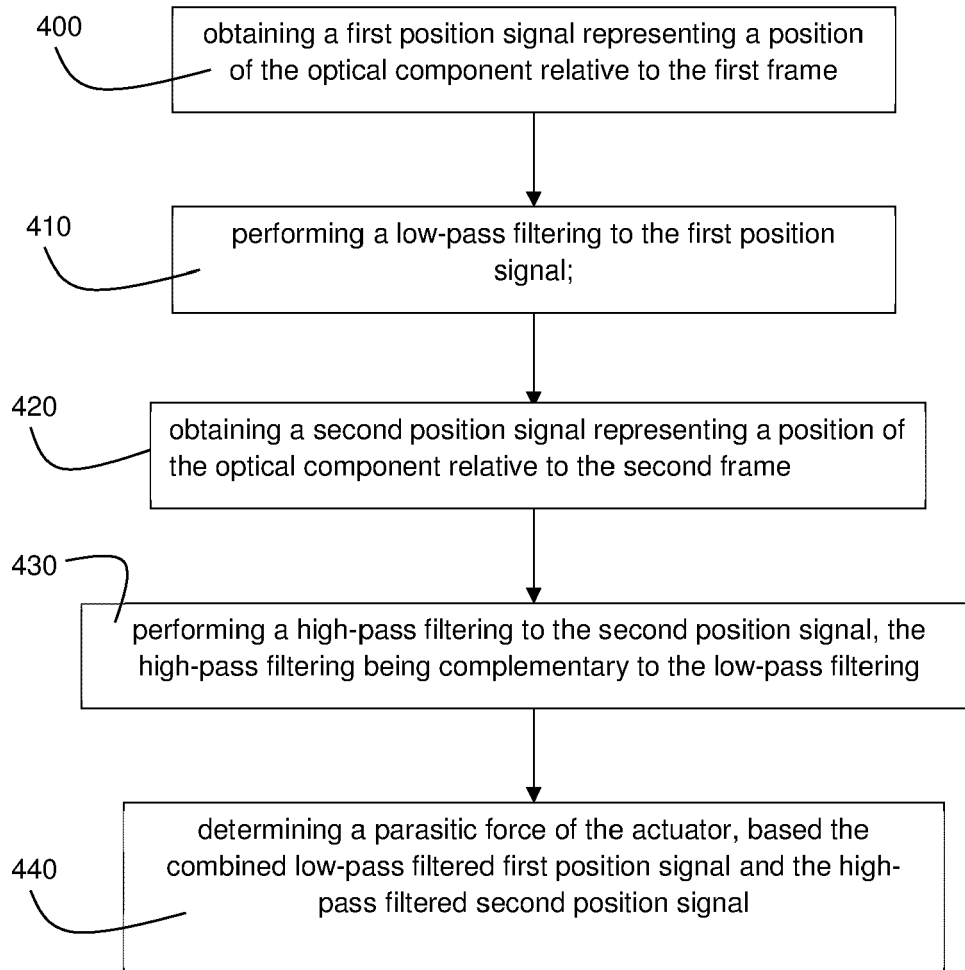 400
obtaining a first position signal representing a position
of the optical component relative to the first frame
410
performing a low-pass filtering to the first position
signal;
420
obtaining a second position signal representing a position of
the optical component relative to the second frame
430
performing a high-pass filtering to the second position signal, the
high-pass filtering being complementary to the low-pass filtering
440
determining a parasitic force of the actuator, based the
combined low-pass filtered first position signal and the high-
pass filtered second position signal